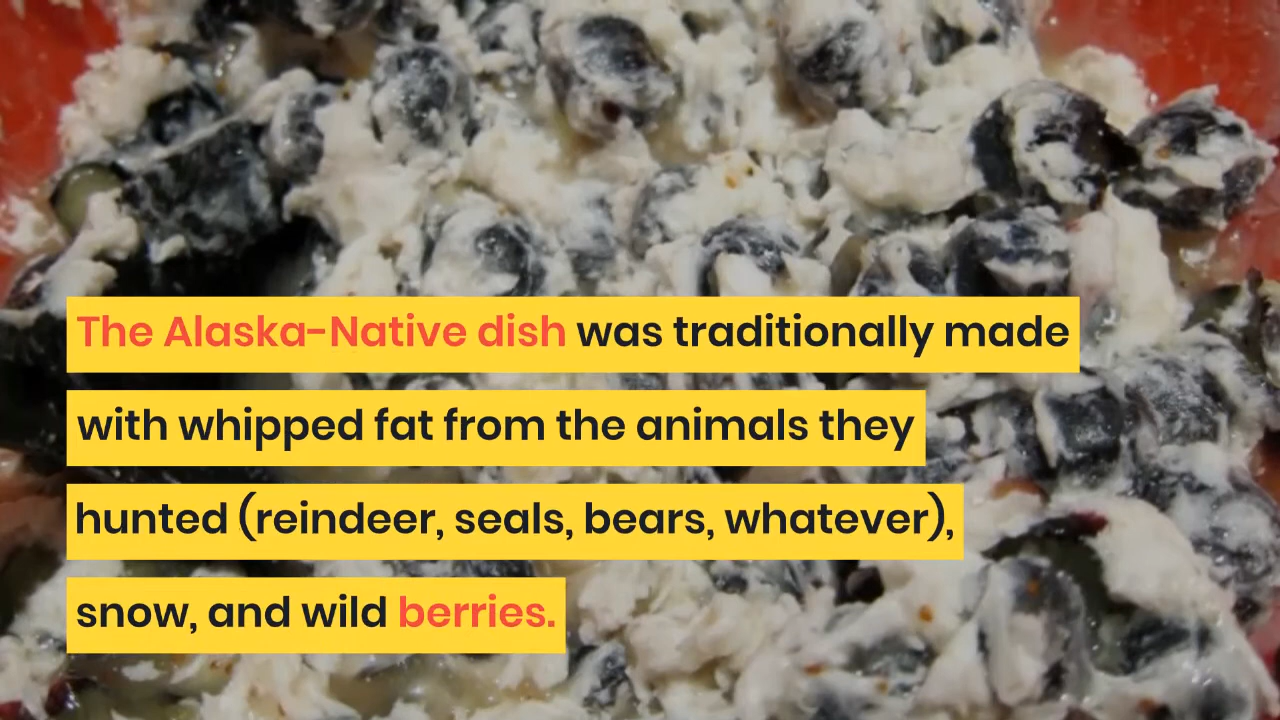 The Alaska-Native dish was traditionally made
with whipped fat from the animals they
hunted (reindeer, seals, bears, whatever),
snow, and wild berries.